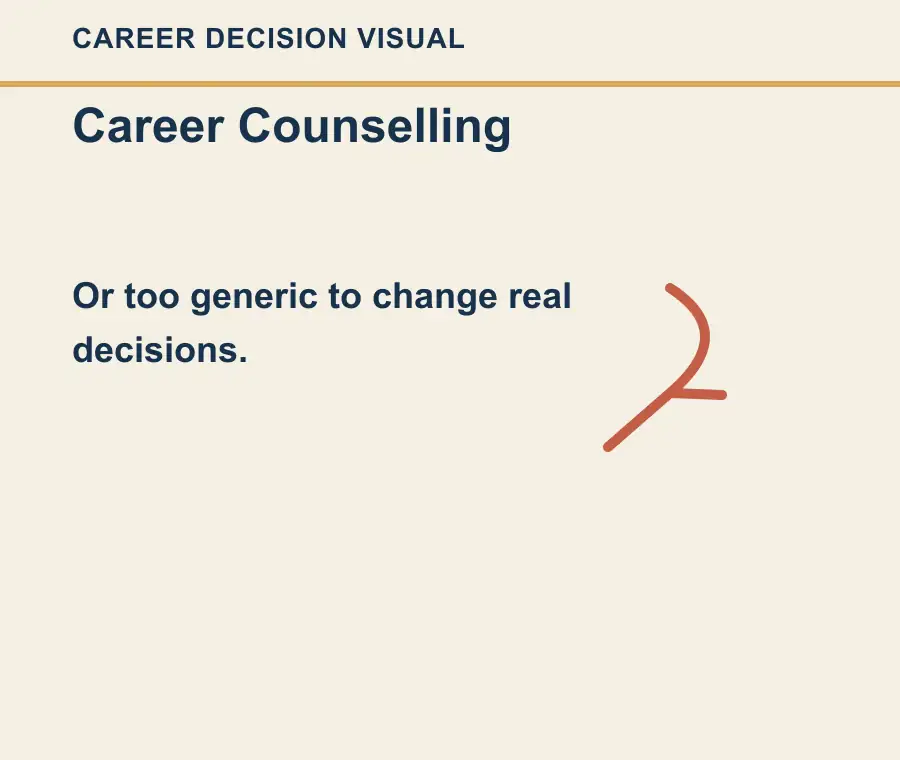 CAREER DECISION VISUAL
Career Counselling
Or too generic to change real
decisions.